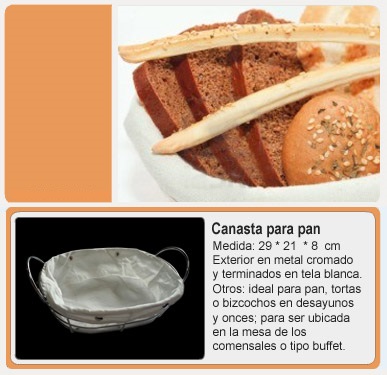 Canasta para pan
Medida: 29 * 21 * 8 cm
Exterior en metal cromado
y terminados en tela blanca.
Otros: ideal para pan, tortas
o bizcochos en desayunos
y onces; para ser ubicada
en la mesa de los
comensales o tipo buffet.